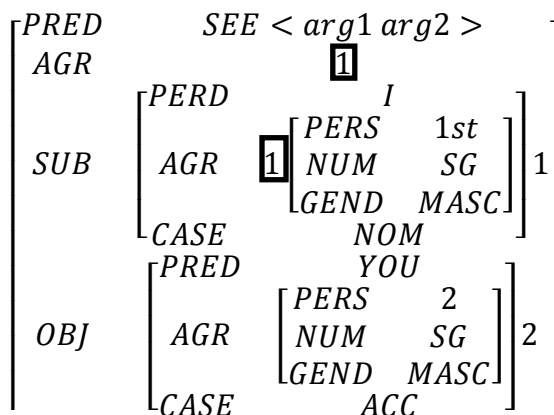 PRED SEE < arg1 arg2 >
AGR 1
PERD I
PERS 1st
SUB AGR 1 NUM SG 1
GEND MASC
CASE NOM
PRED YOU
PERS 2
OBJ AGR NUM SG 2
GEND MASC
CASE ACC